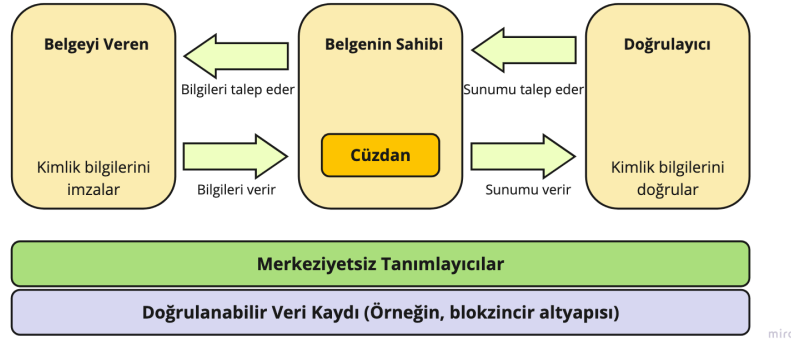 Belgeyi Veren
Belgenin Sahibi
Doğrulayıcı
Bilgileri talep eder
Sunumu talep eder
Cüzdan
Kimlik bilgilerini
imzalar
Bilgileri verir
Sunumu verir
Kimlik bilgilerini
doğrular
Merkeziyetsiz Tanımlayıcılar
Doğrulanabilir Veri Kaydı (Örneğin, blokzincir altyapısı)